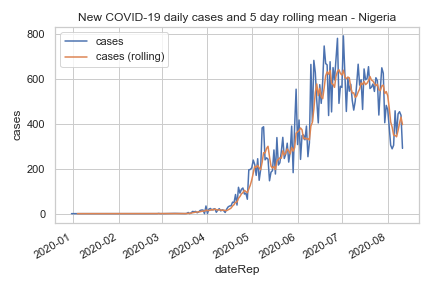 New COVID-19 daily cases and 5 day rolling mean - Nigeria
cases
cases (rolling)
800
600
400
200
0
cases
2020-01
2020-02
2020-03
2020-04
2020-05
2020-06
2020-07
2020-08
dateRep